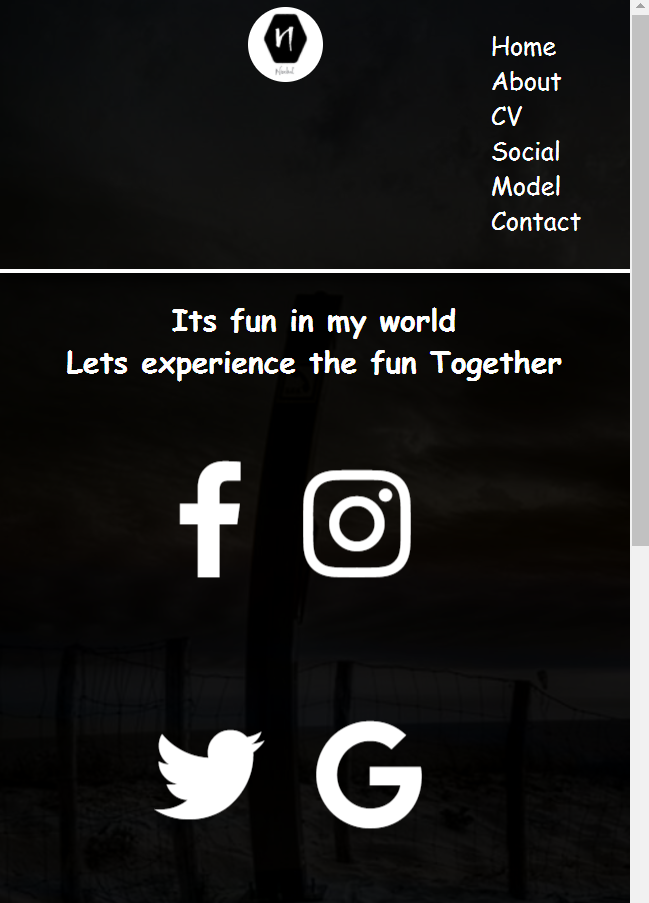 n
Home
About
CV
Social
Model
Contact
Its fun in my world
Lets experience the fun Together